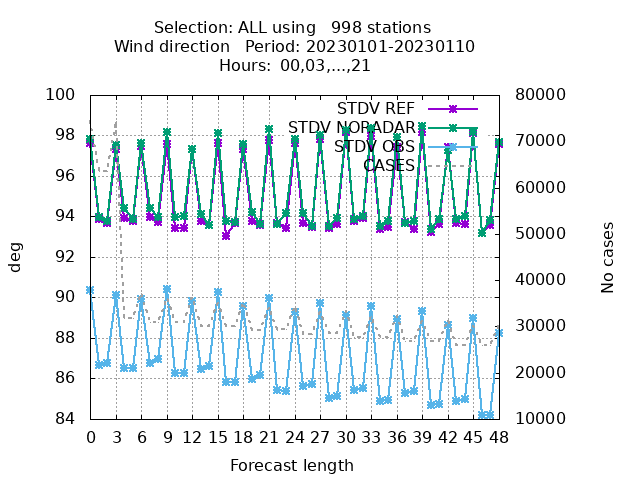 Selection: ALL using   998 stations
Wind direction   Period: 20230101-20230110
Hours: 00,03,...,21
100
98
96
94
92
90
88
86
84
deg
80000
70000
60000
50000
40000
30000
20000
10000
No cases
STDV REF
STDV NORADAR
STDV OBS
CASES
0 3 6 9 12 15 18 21 24 27 30 33 36 39 42 45 48
Forecast length